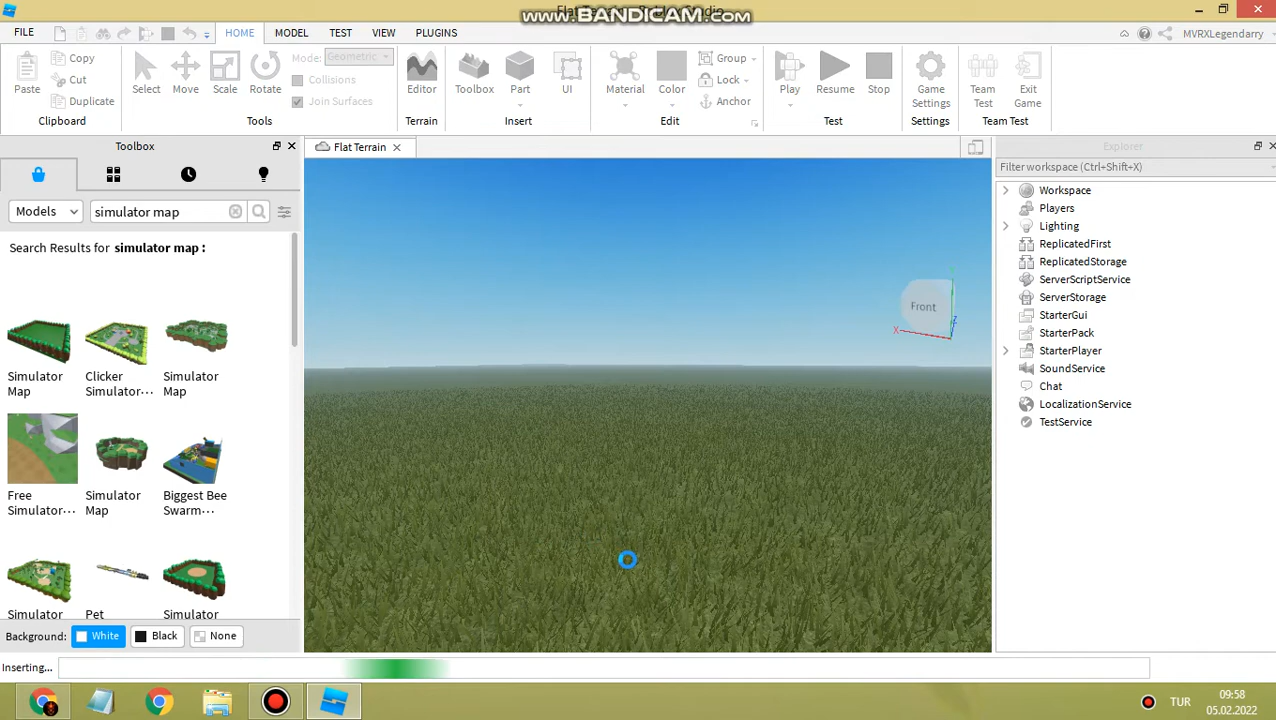 www.BANDICAM.com
FILE HOME MODEL TEST VIEW PLUGINS MVRXLegendarry
Paste Copy Cut Duplicate Clipboard
Select Move Scale Rotate Mode: Geometric Collisions Join Surfaces Tools
Editor Terrain
Toolbox Part UI Insert
Material Color Group Lock Anchor Edit
Play Resume Stop Test
Game Settings Settings
Team Test Exit Game Team Test
Toolbox
Models simulator map
Search Results for simulator map :
Simulator Map
Clicker Simulator...
Simulator Map
Free Simulator...
Simulator Map
Biggest Bee Swarm...
Simulator
Pet
Simulator
Background: White Black None
Inserting...
Flat Terrain
Front
X
Z
Explorer
Filter workspace (Ctrl+Shift+X)
Workspace
Players
Lighting
ReplicatedFirst
ReplicatedStorage
ServerScriptService
ServerStorage
StarterGui
StarterPack
StarterPlayer
SoundService
Chat
LocalizationService
TestService
TUR
09:58
05.02.2022